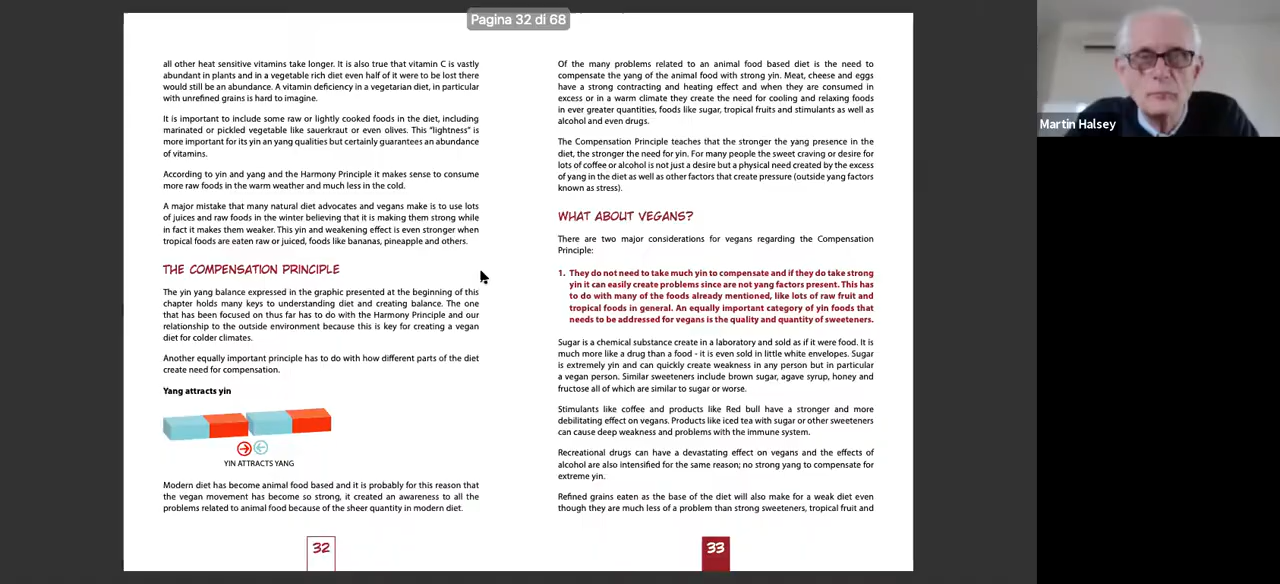 Pagina 32 di 68
Martin Halsey
all other heat sensitive vitamins take longer. It is also true that vitamin C is vastly
abundant in plants and in a vegetable rich diet even half of it were to be lost there
would still be an abundance. A vitamin deficiency in a vegetarian diet, in particular
with unrefined grains is hard to imagine.
It is important to include some raw or lightly cooked foods in the diet, including
marinated or pickled vegetable like sauerkraut or even olives. This "lightness" is
more important for its yin an yang qualities but certainly guarantees an abundance
of vitamins.
According to yin and yang and the Harmony Principle it makes sense to consume
more raw foods in the warm weather and much less in the cold.
A major mistake that many natural diet advocates and vegans make is to use lots
of juices and raw foods in the winter believing that it is making them strong while
in fact it makes them weaker. This yin and weakening effect is even stronger when
tropical foods are eaten raw or juiced, foods like bananas, pineapple and others.
THE COMPENSATION PRINCIPLE
The yin yang balance expressed in the graphic presented at the beginning of this
chapter holds many keys to understanding diet and creating balance. The one
that has been focused on thus far has to do with the Harmony Principle and our
relationship to the outside environment because this is key for creating a vegan
diet for colder climates.
Another equally important principle has to do with how different parts of the diet
create need for compensation.
Yang attracts yin
YIN ATTRACTS YANG
Modern diet has become animal food based and it is probably for this reason that
the vegan movement has become so strong, it created an awareness to all the
problems related to animal food because of the sheer quantity in modern diet.
32
Of the many problems related to an animal food based diet is the need to
compensate the yang of the animal food with strong yin. Meat, cheese and eggs
have a strong contracting and heating effect and when they are consumed in
excess or in a warm climate they create the need for cooling and relaxing foods
in ever greater quantities, foods like sugar, tropical fruits and stimulants as well as
alcohol and even drugs.
The Compensation Principle teaches that the stronger the yang presence in the
diet, the stronger the need for yin. For many people the sweet craving or desire for
lots of coffee or alcohol is not just a desire but a physical need created by the excess
of yang in the diet as well as other factors that create pressure (outside yang factors
known as stress).
WHAT ABOUT VEGANS?
There are two major considerations for vegans regarding the Compensation
Principle:
1. They do not need to take much yin to compensate and if they do take strong
yin it can easily create problems since are not yang factors present. This has
to do with many of the foods already mentioned, like lots of raw fruit and
tropical foods in general. An equally important category of yin foods that
needs to be addressed for vegans is the quality and quantity of sweeteners.
Sugar is a chemical substance create in a laboratory and sold as if it were food. It is
much more like a drug than a food - it is even sold in little white envelopes. Sugar
is extremely yin and can quickly create weakness in any person but in particular
a vegan person. Similar sweeteners include brown sugar, agave syrup, honey and
fructose all of which are similar to sugar or worse.
Stimulants like coffee and products like Red bull have a stronger and more
debilitating effect on vegans. Products like iced tea with sugar or other sweeteners
can cause deep weakness and problems with the immune system.
Recreational drugs can have a devastating effect on vegans and the effects of
alcohol are also intensified for the same reason; no strong yang to compensate for
extreme yin.
Refined grains eaten as the base of the diet will also make for a weak diet even
though they are much less of a problem than strong sweeteners, tropical fruit and
33